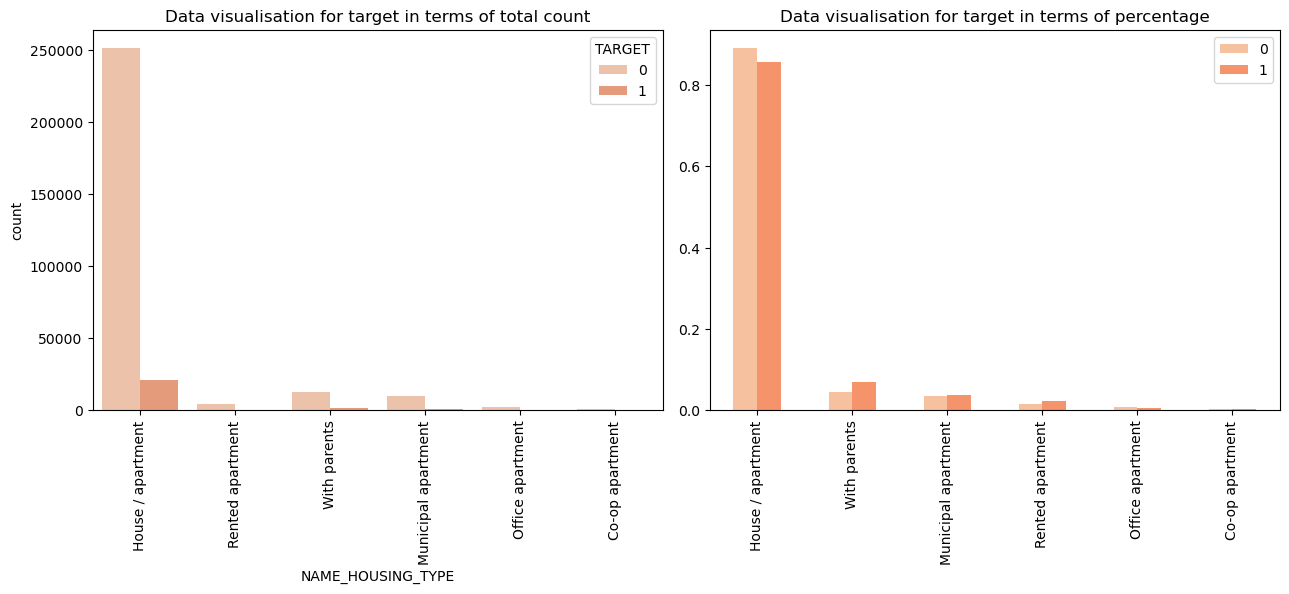 Data visualisation for target in terms of total count
250000
200000
150000
100000
50000
0
count
TARGET
0
1
House / apartment
Rented apartment
With parents
Municipal apartment
Office apartment
Co-op apartment
NAME_HOUSING_TYPE
Data visualisation for target in terms of percentage
0.8
0.6
0.4
0.2
0.0
0
1
House / apartment
With parents
Municipal apartment
Rented apartment
Office apartment
Co-op apartment